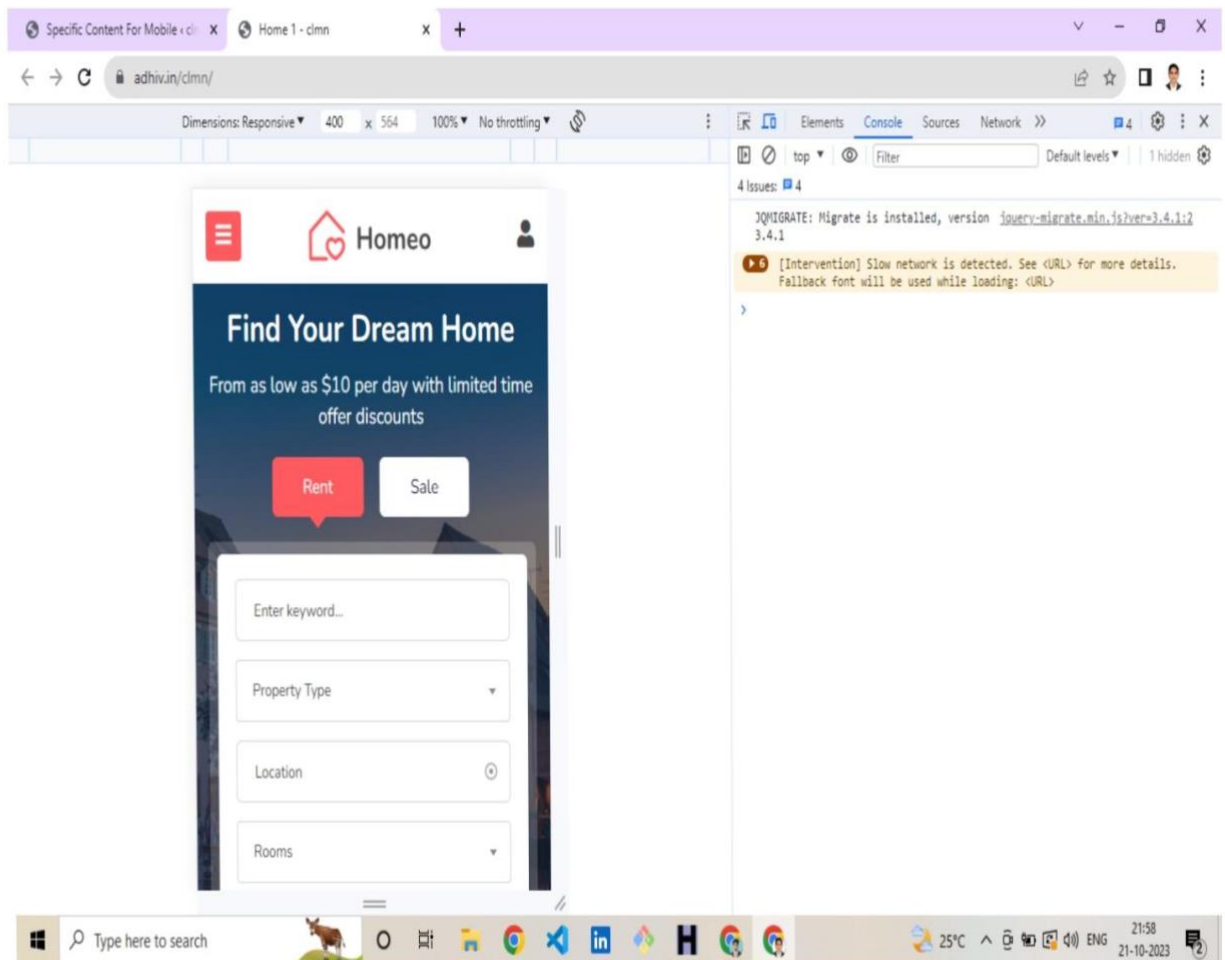 Specific Content For Mobile ‹ cl
Home 1 - clmn
adhiv.in/clmn/
Dimensions: Responsive 400 x 564 100% No throttling
Elements Console Sources Network 4
top Filter Default levels 1 hidden
4 Issues: 4
JQMIGRATE: Migrate is installed, version jquery-migrate.min.js?ver=3.4.1:2
3.4.1
6 [Intervention] Slow network is detected. See <URL> for more details.
Fallback font will be used while loading: <URL>
Homeo
Find Your Dream Home
From as low as $10 per day with limited time
offer discounts
Rent Sale
Enter keyword...
Property Type
Location
Rooms
Type here to search
in
H
25°C ENG 21:58
21-10-2023
2